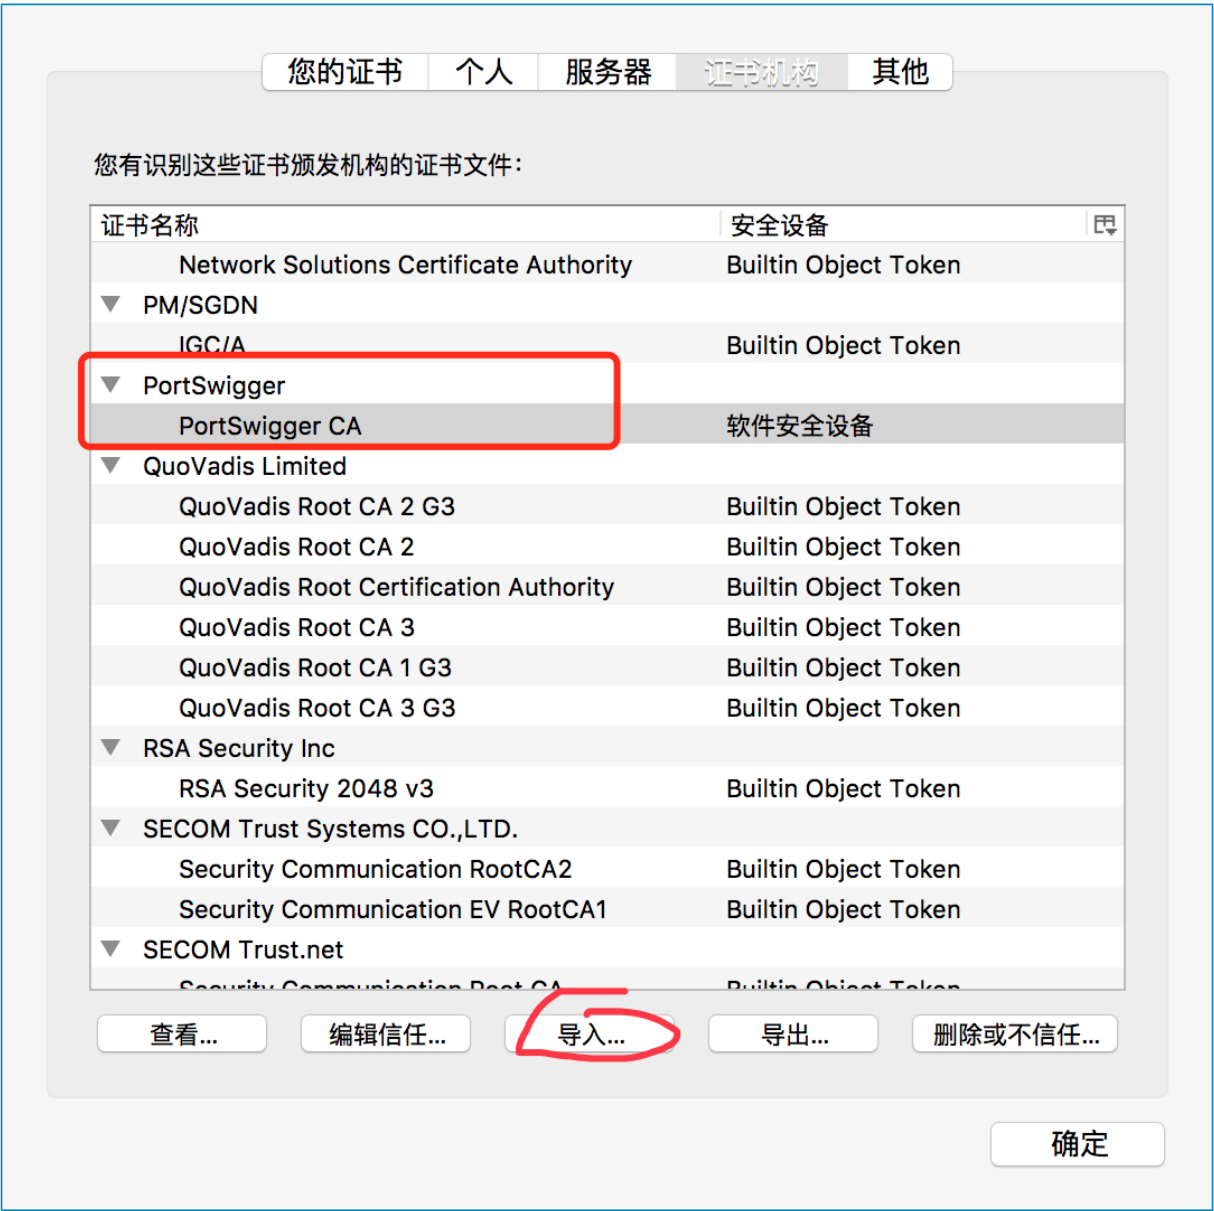 您的证书 个人 服务器 证书机构 其他
您有识别这些证书颁发机构的证书文件：
证书名称 安全设备
Network Solutions Certificate Authority Builtin Object Token
PM/SGDN
IGC/A Builtin Object Token
PortSwigger
PortSwigger CA 软件安全设备
QuoVadis Limited
QuoVadis Root CA 2 G3 Builtin Object Token
QuoVadis Root CA 2 Builtin Object Token
QuoVadis Root Certification Authority Builtin Object Token
QuoVadis Root CA 3 Builtin Object Token
QuoVadis Root CA 1 G3 Builtin Object Token
QuoVadis Root CA 3 G3 Builtin Object Token
RSA Security Inc
RSA Security 2048 v3 Builtin Object Token
SECOM Trust Systems CO.,LTD.
Security Communication RootCA2 Builtin Object Token
Security Communication EV RootCA1 Builtin Object Token
SECOM Trust.net
Security Communication Root CA Builtin Object Token
查看... 编辑信任... 导入... 导出... 删除或不信任...
确定